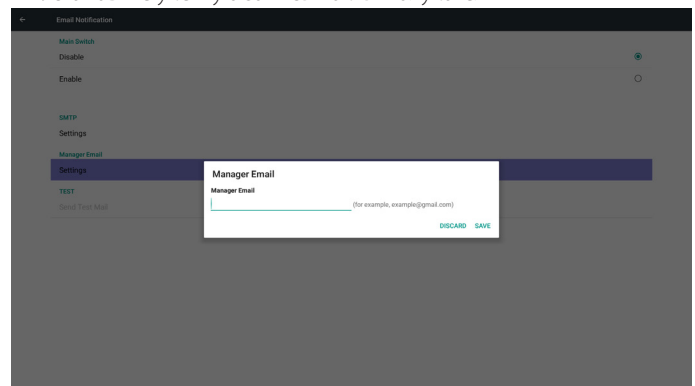 Email Notification
Main Switch
Disable
Enable
SMTP
Settings
Manager Email
Settings
TEST
Send Test Mail
Manager Email
Manager Email
(for example, example@gmail.com)
DISCARD SAVE